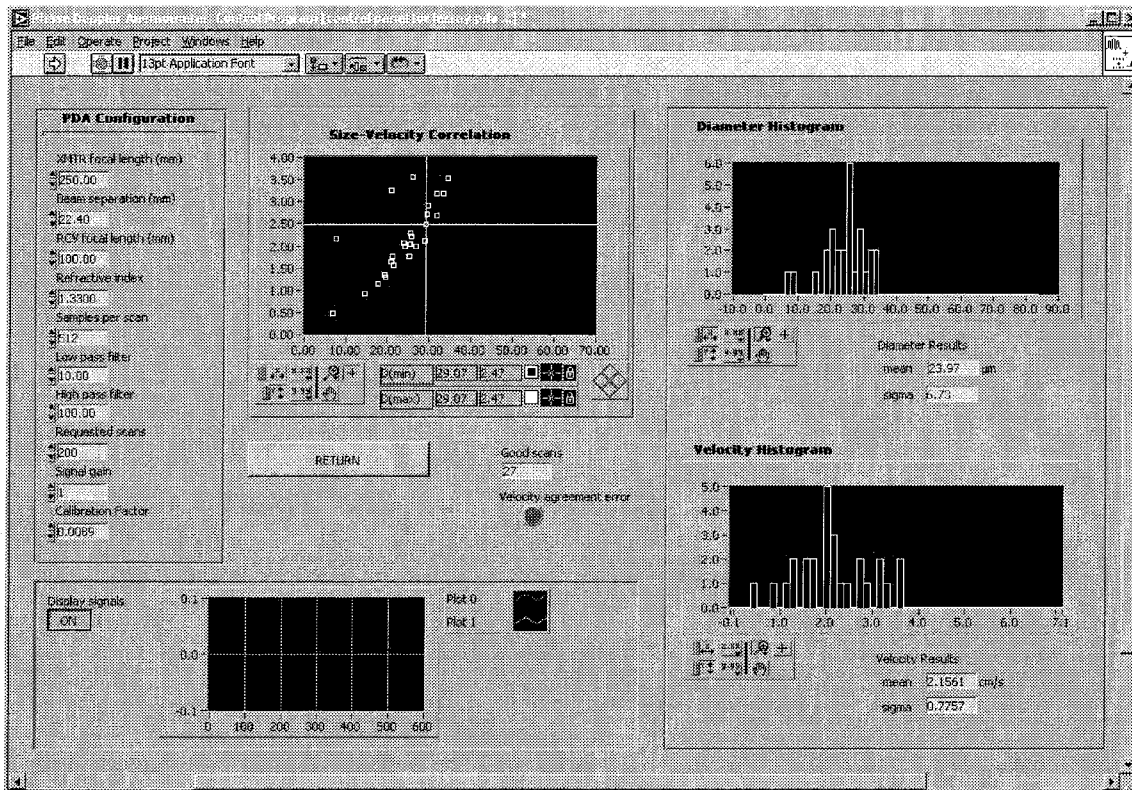 Phase Doppler Anemometer Control Program [control panel
File Edit Operate Project Windows Help
13pt Application Font
PDA Configuration
XMTR focal length (mm)
250.00
Beam separation (mm)
22.40
RCV focal length (mm)
100.00
Refractive index
1.3300
Samples per scan
512
Low pass filter
10.00
High pass filter
100.00
Requested scans
200
Signal gain
1
Calibration Factor
0.0089
Size-Velocity Correlation
4.00
3.50
3.00
2.50
2.00
1.50
1.00
0.50
0.00
0.00 10.00 20.00 30.00 40.00 50.00 60.00 70.00
D(min) 29.07 2.47
D(max) 29.07 2.47
RETURN
Good scans
27
Velocity agreement error
Diameter Histogram
6.0
4.0
2.0
0.0
-10.0 0.0 10.0 20.0 30.0 40.0 50.0 60.0 70.0 80.0 90.0
Diameter Results
mean 23.97 µm
sigma 6.73
Velocity Histogram
5.0
4.0
3.0
2.0
1.0
0.0
-0.1 1.0 2.0 3.0 4.0 5.0 6.0 7.1
Velocity Results
mean 2.1561 cm/s
sigma 0.7757
Display signals
ON
0.1
0.0
-0.1
0 100 200 300 400 500 600
Plot 0
Plot 1